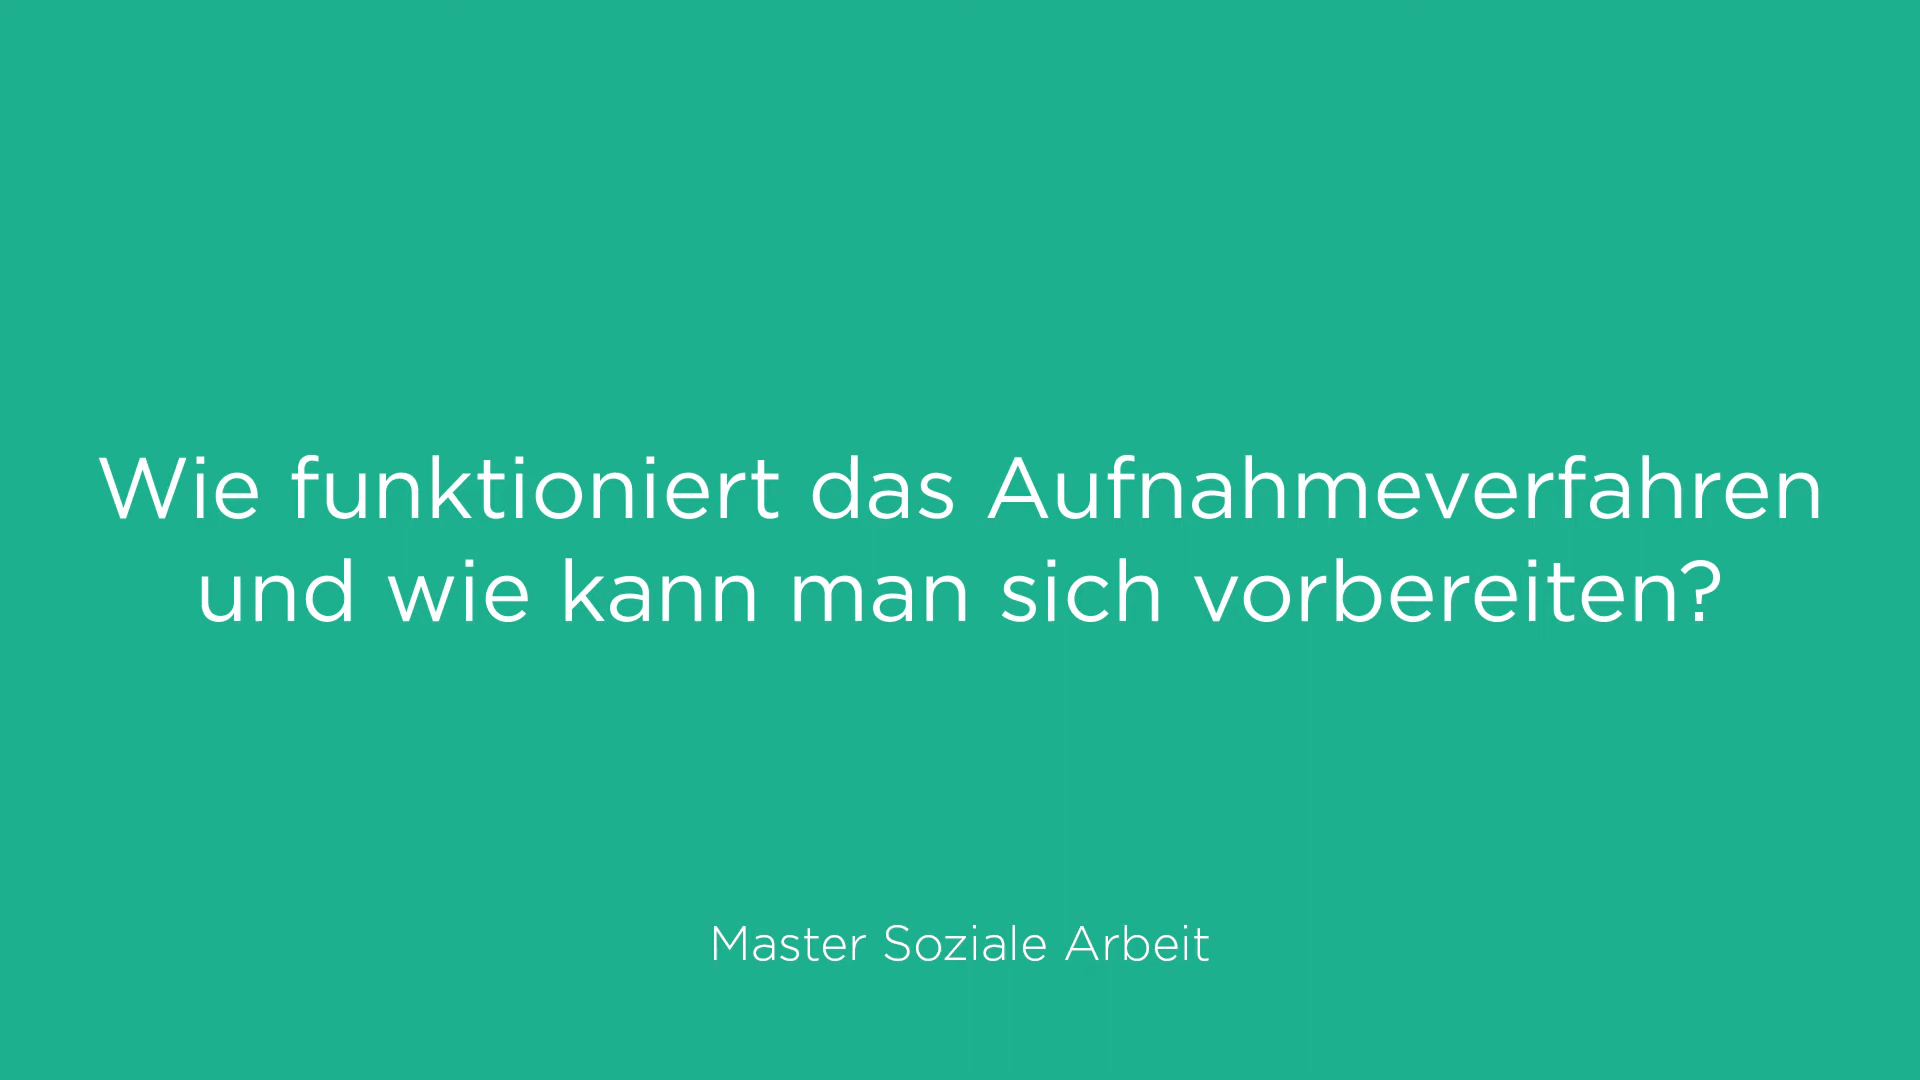 Wie funktioniert das Aufnahmeverfahren
und wie kann man sich vorbereiten?
Master Soziale Arbeit